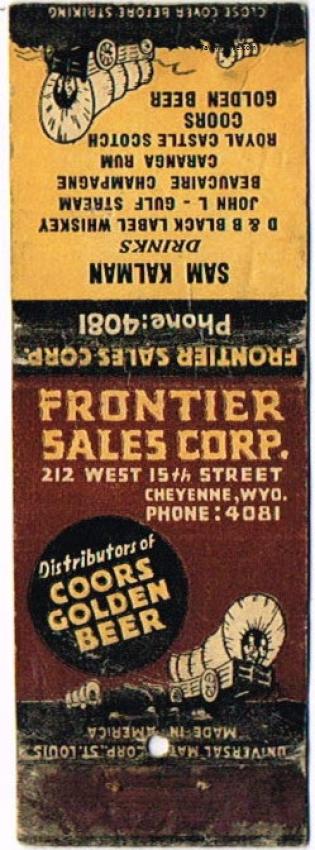 CLOSE COVER BEFORE STRIKING
SAM KALMAN
DRINKS
D & B BLACK LABEL WHISKEY
JOHN L - GULF STREAM
BEAUCAIRE CHAMPAGNE
CARANGA RUM
ROYAL CASTLE SCOTCH
COORS
GOLDEN BEER
FRONTIER SALES CORP.
Phone:4081
FRONTIER
SALES CORP.
212 WEST 15th STREET
CHEYENNE, WYO.
PHONE: 4081
Distributors of
COORS
GOLDEN
BEER
UNIVERSAL MATCH CORP. ST. LOUIS
MADE IN AMERICA